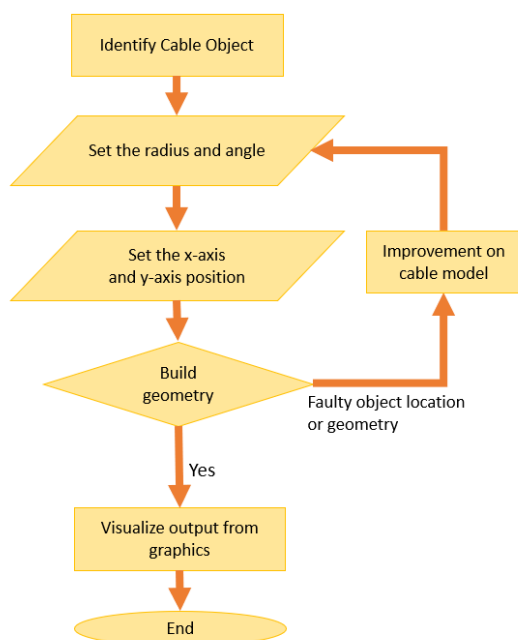 Identify Cable Object
Set the radius and angle
Set the x-axis
and y-axis position
Improvement on
cable model
Build
geometry
Faulty object location
or geometry
Yes
Visualize output from
graphics
End